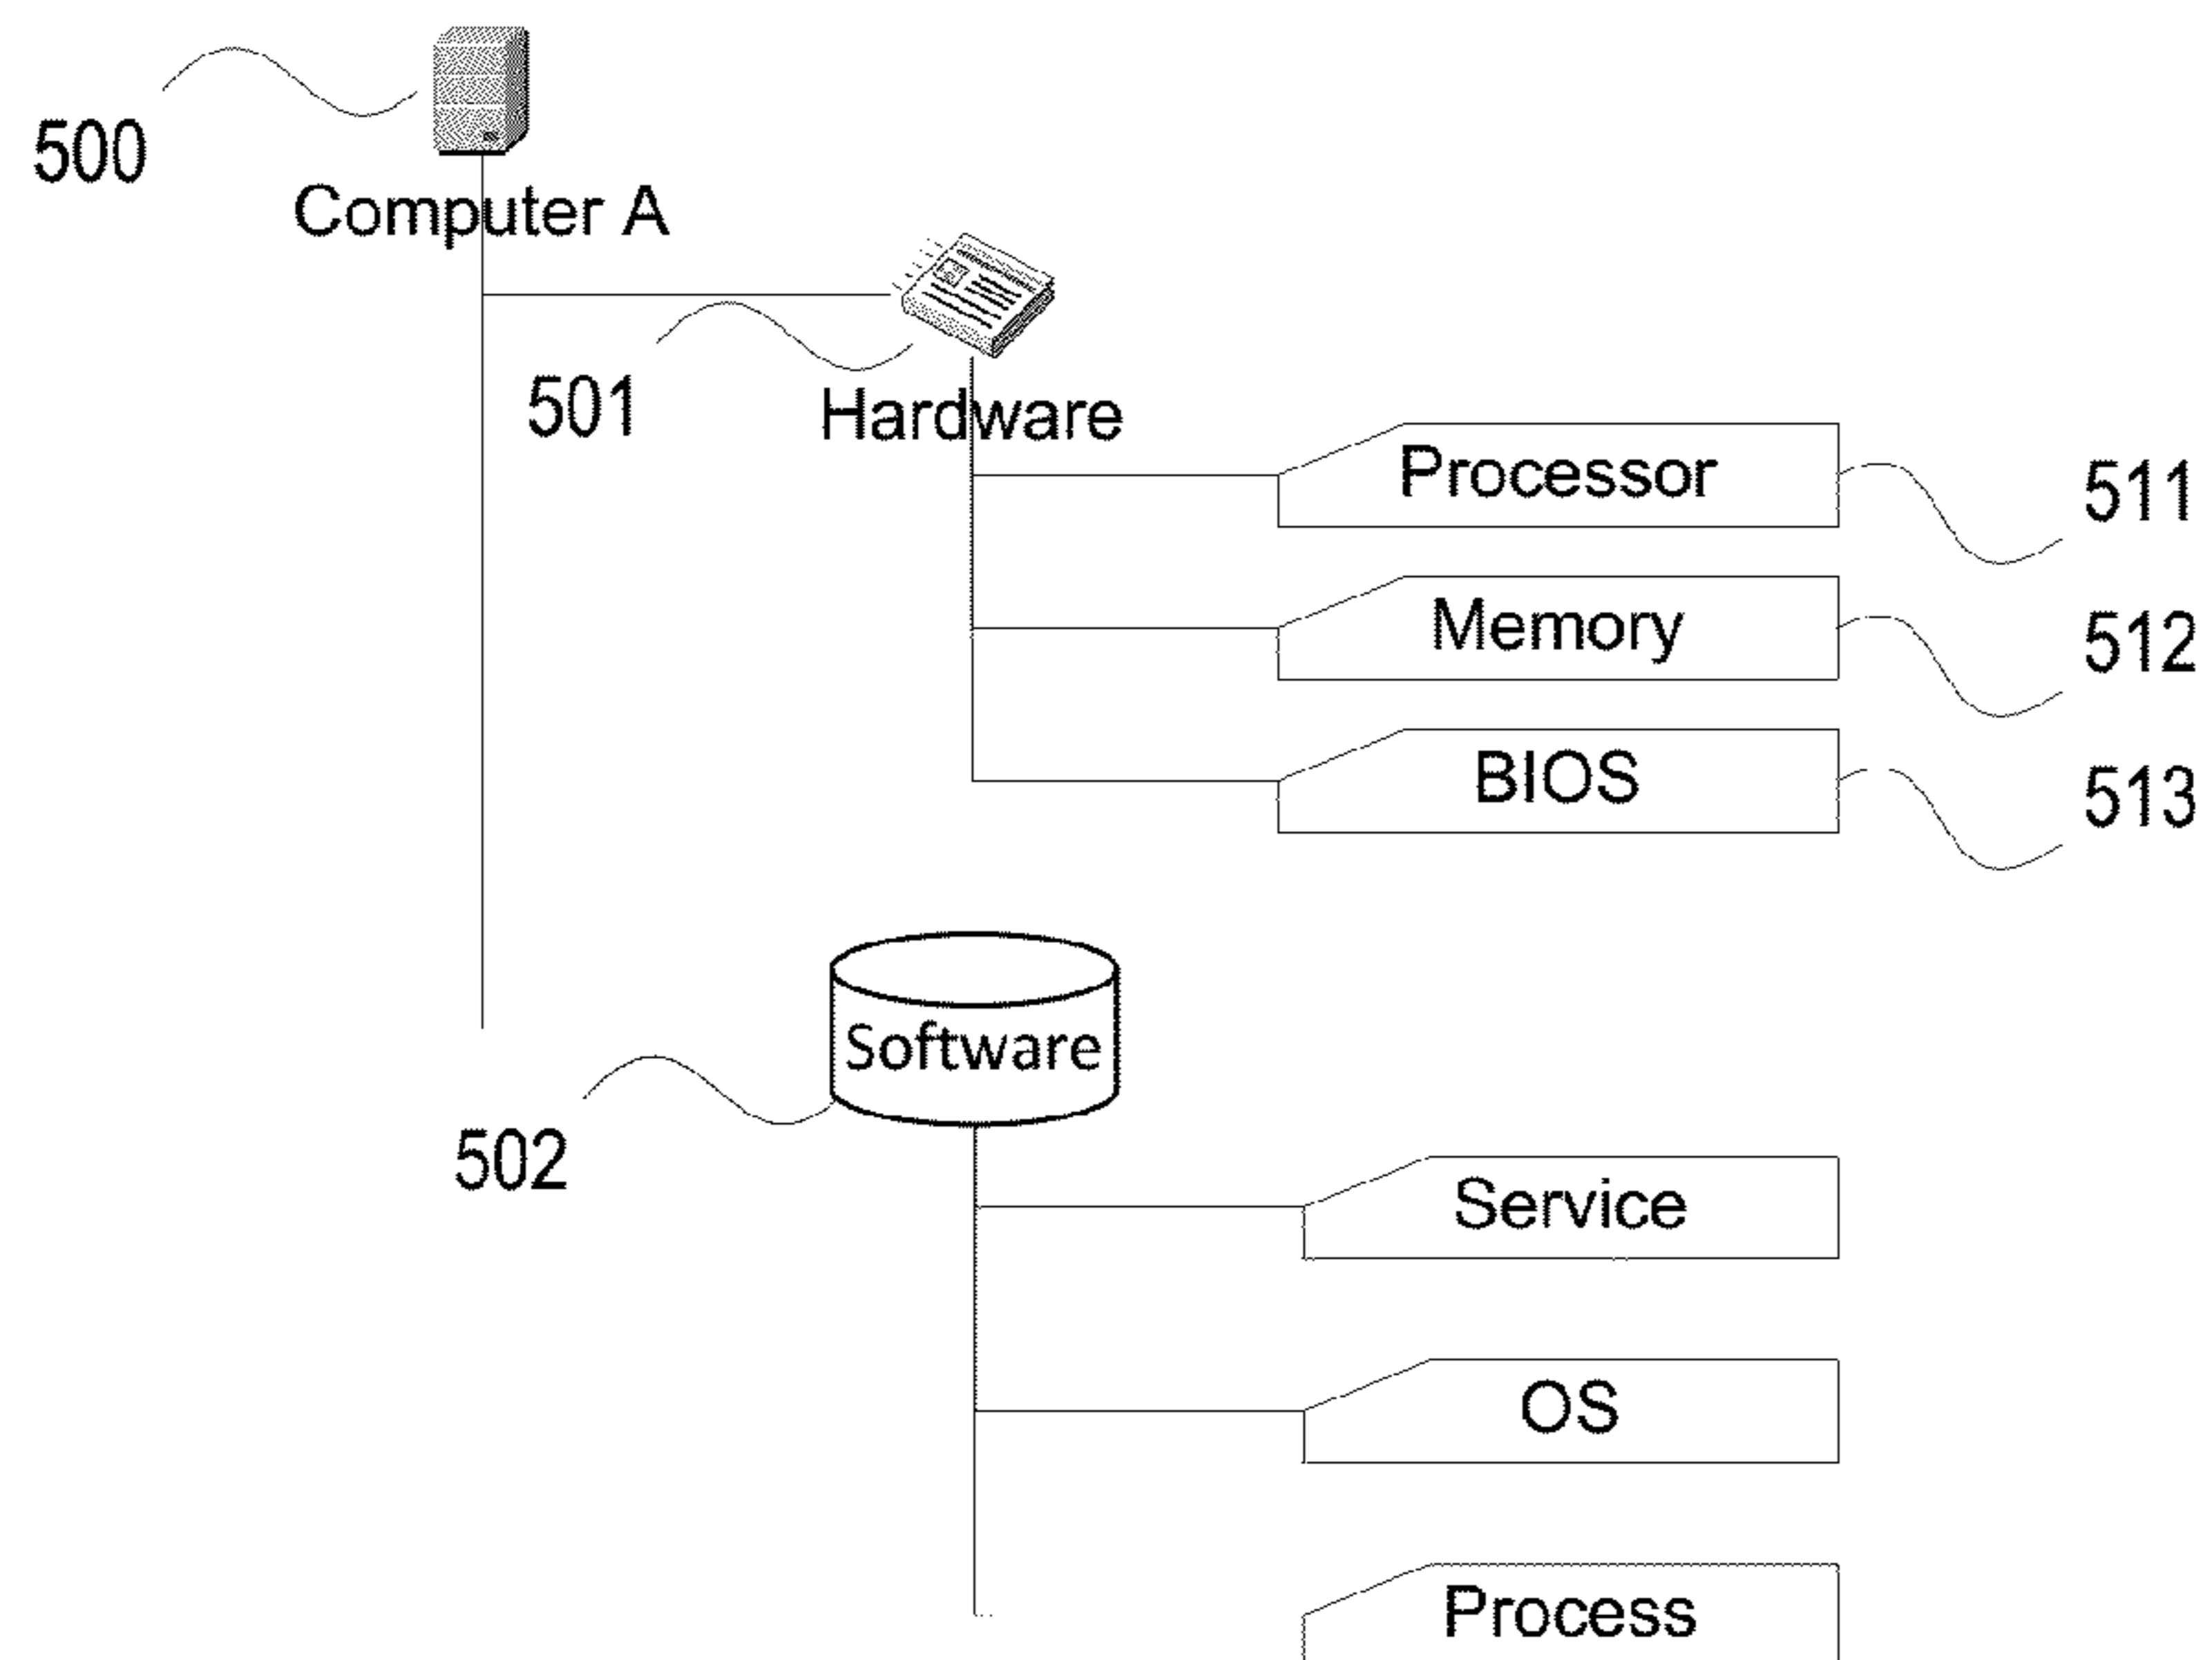 500
Computer A
501
Hardware
Processor
511
Memory
512
BIOS
513
Software
502
Service
OS
Process